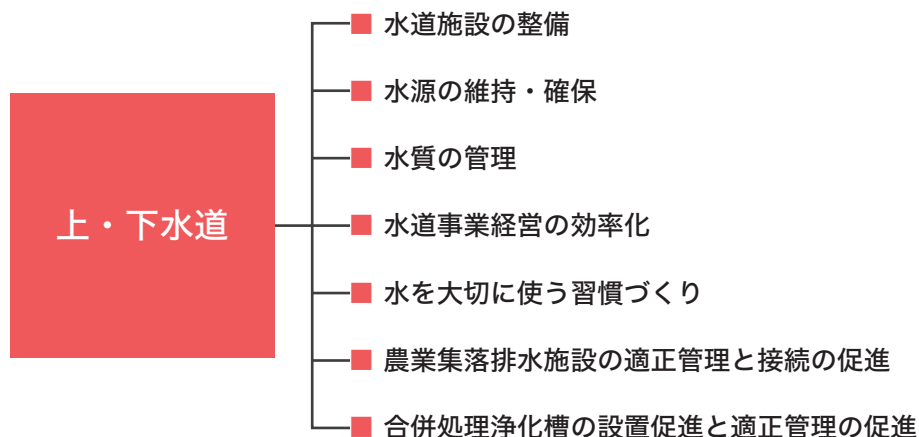 上・下水道
水道施設の整備
水源の維持・確保
水質の管理
水道事業経営の効率化
水を大切に使う習慣づくり
農業集落排水施設の適正管理と接続の促進
合併処理浄化槽の設置促進と適正管理の促進